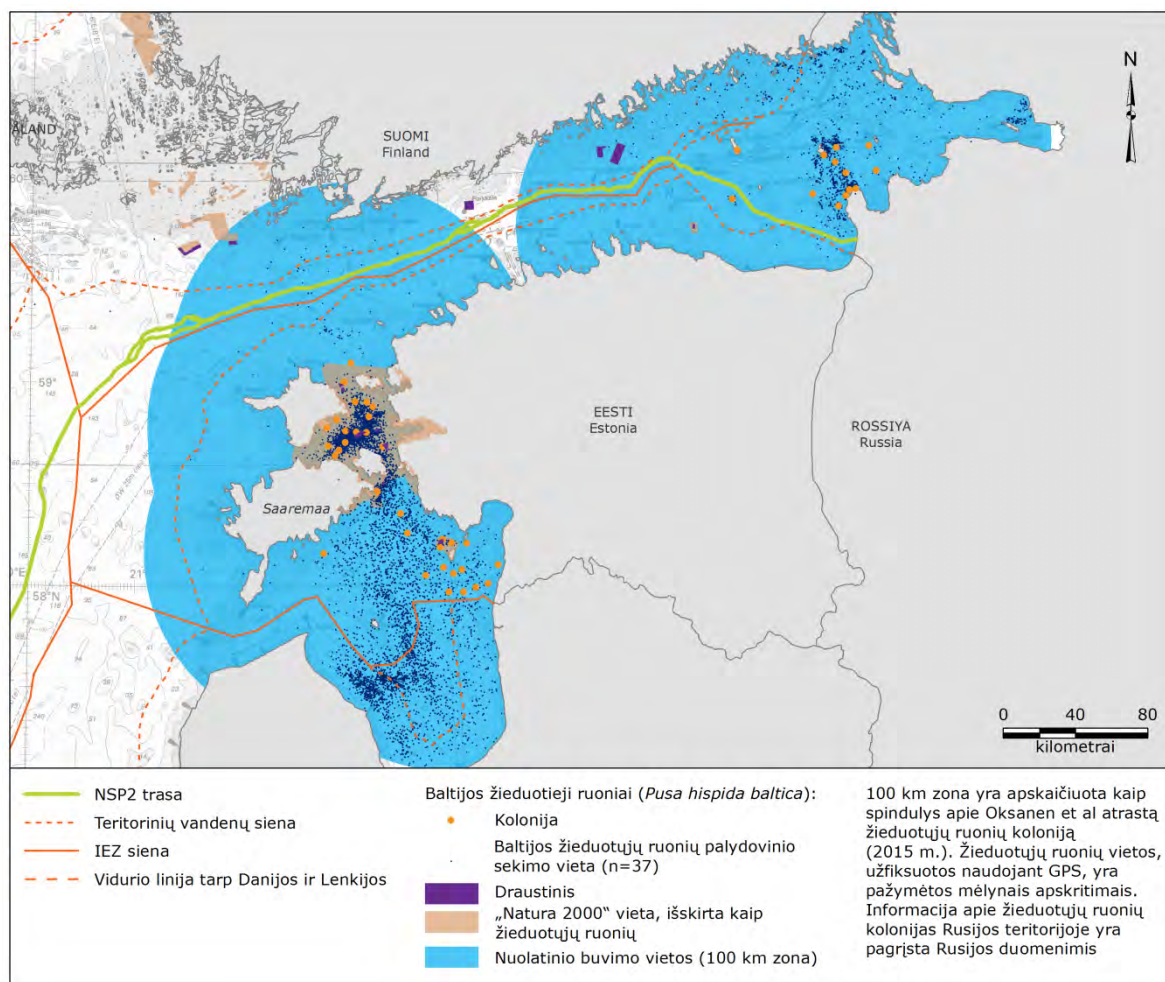 N
ÅLAND
SUOMI
Finland
59°
EESTI
Estonia
ROSSIYA
Russia
Saaremaa
21°
58°N
0 40 80
kilometrai
NSP2 trasa
Teritorinių vandenų siena
IEZ siena
Vidurio linija tarp Danijos ir Lenkijos
Baltijos žieduotieji ruoniai (Pusa hispida baltica):
Kolonija
Baltijos žieduotųjų ruonių palydovinio
sekimo vieta (n=37)
Draustinis
„Natura 2000“ vieta, išskirta kaip
žieduotųjų ruonių
Nuolatinio buvimo vietos (100 km zona)
100 km zona yra apskaičiuota kaip
spindulys apie Oksanen et al atrastą
žieduotųjų ruonių koloniją
(2015 m.). Žieduotųjų ruonių vietos,
užfiksuotos naudojant GPS, yra
pažymėtos mėlynais apskritimais.
Informacija apie žieduotųjų ruonių
kolonijas Rusijos teritorijoje yra
pagrįsta Rusijos duomenimis